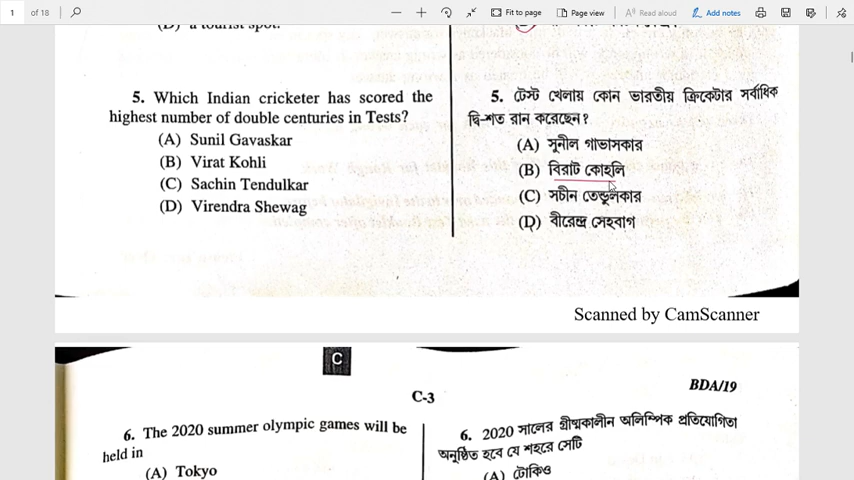 1 of 18
Fit to page
Page view
Read aloud
Add notes
(D) a tourist spot.
5. Which Indian cricketer has scored the
highest number of double centuries in Tests?
(A) Sunil Gavaskar
(B) Virat Kohli
(C) Sachin Tendulkar
(D) Virendra Shewag
5. টেস্ট খেলায় কোন ভারতীয় ক্রিকেটার সর্বাধিক
দ্বি-শত রান করেছেন?
(A) সুনীল গাভাসকার
(B) বিরাট কোহলি
(C) সচীন তেন্ডুলকার
(D) বীরেন্দ্র সেহবাগ
Scanned by CamScanner
C
C-3
BDA/19
6. The 2020 summer olympic games will be
held in
(A) Tokyo
6. 2020 সালের গ্রীষ্মকালীন অলিম্পিক প্রতিযোগিতা
অনুষ্ঠিত হবে যে শহরে সেটি
(A) টোকিও